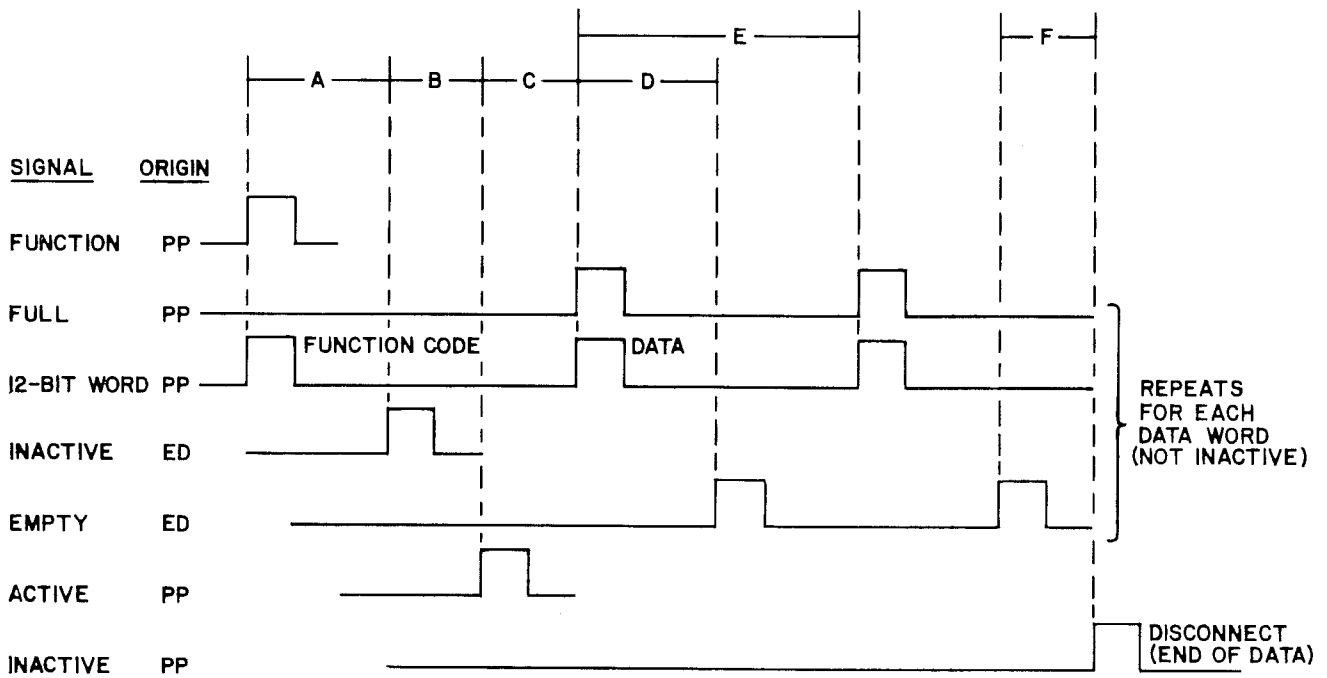 E F
A B C D
SIGNAL ORIGIN
FUNCTION PP
FULL PP
FUNCTION CODE DATA
12-BIT WORD PP
INACTIVE ED
EMPTY ED
ACTIVE PP
INACTIVE PP
REPEATS
FOR EACH
DATA WORD
(NOT INACTIVE)
DISCONNECT
(END OF DATA)